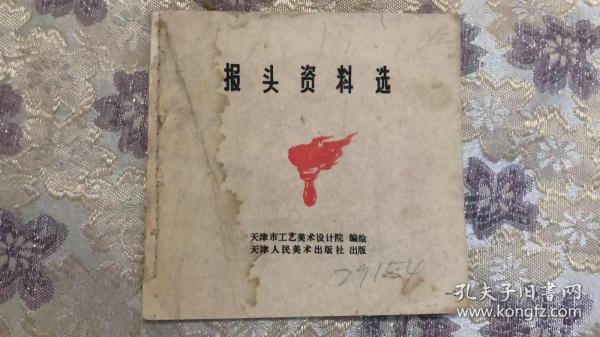 报头资料选
天津市工艺美术设计院 编绘
天津人民美术出版社 出版
79154
孔夫子旧书网
www.kongfz.com